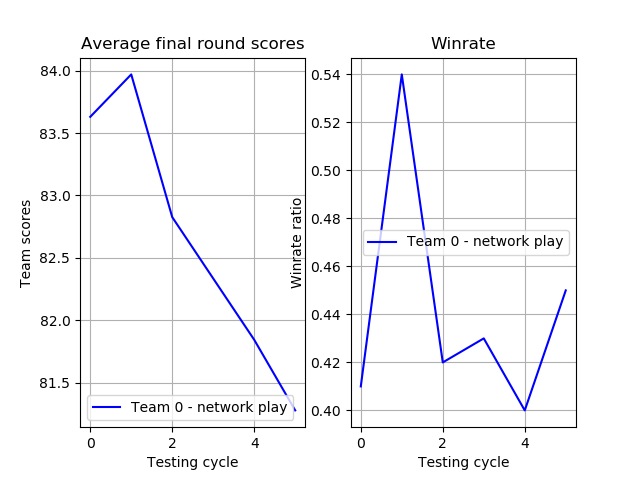 Average final round scores
Team scores
84.0
83.5
83.0
82.5
82.0
81.5
Team 0 - network play
0
2
4
Testing cycle
Winrate
Winrate ratio
0.54
0.52
0.50
0.48
0.46
0.44
0.42
0.40
Team 0 - network play
0
2
4
Testing cycle